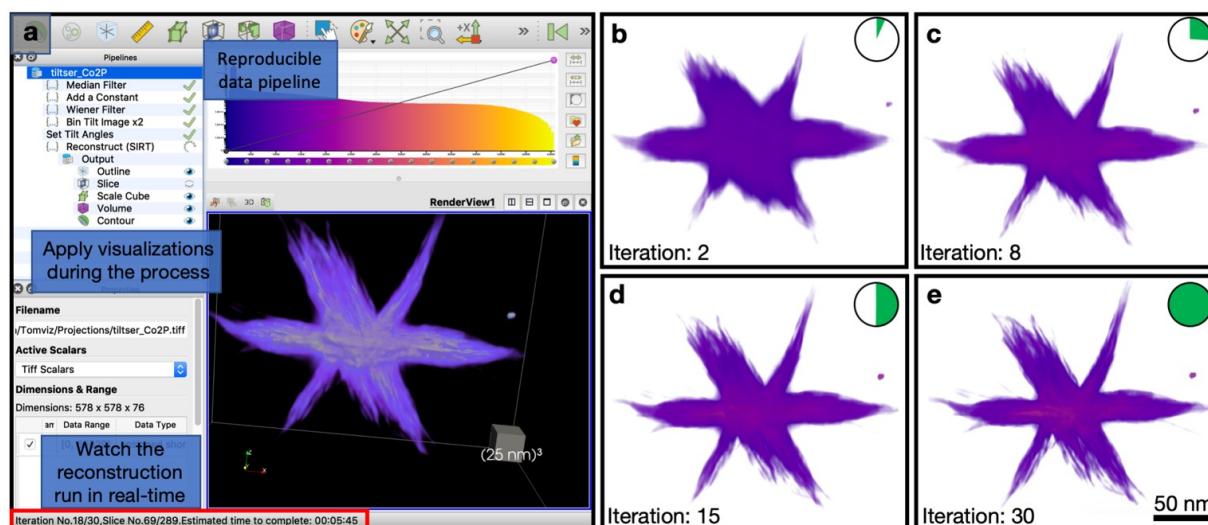 a
Pipelines
tiltser_Co2P
Median Filter
Add a Constant
Wiener Filter
Bin Tilt Image x2
Set Tilt Angles
Reconstruct (SIRT)
Output
Outline
Slice
Scale Cube
Volume
Contour
Reproducible
data pipeline
+X
3D
RenderView1
Apply visualizations
during the process
Filename
/Tomviz/Projections/tiltser_Co2P.tiff
Active Scalars
Tiff Scalars
Dimensions & Range
Dimensions: 578 x 578 x 76
Data Range
Data Type
Watch the
reconstruction
run in real-time
(25 nm)³
Iteration No.18/30,Slice No.69/289.Estimated time to complete: 00:05:45
b
Iteration: 2
c
Iteration: 8
d
Iteration: 15
e
Iteration: 30
50 nm